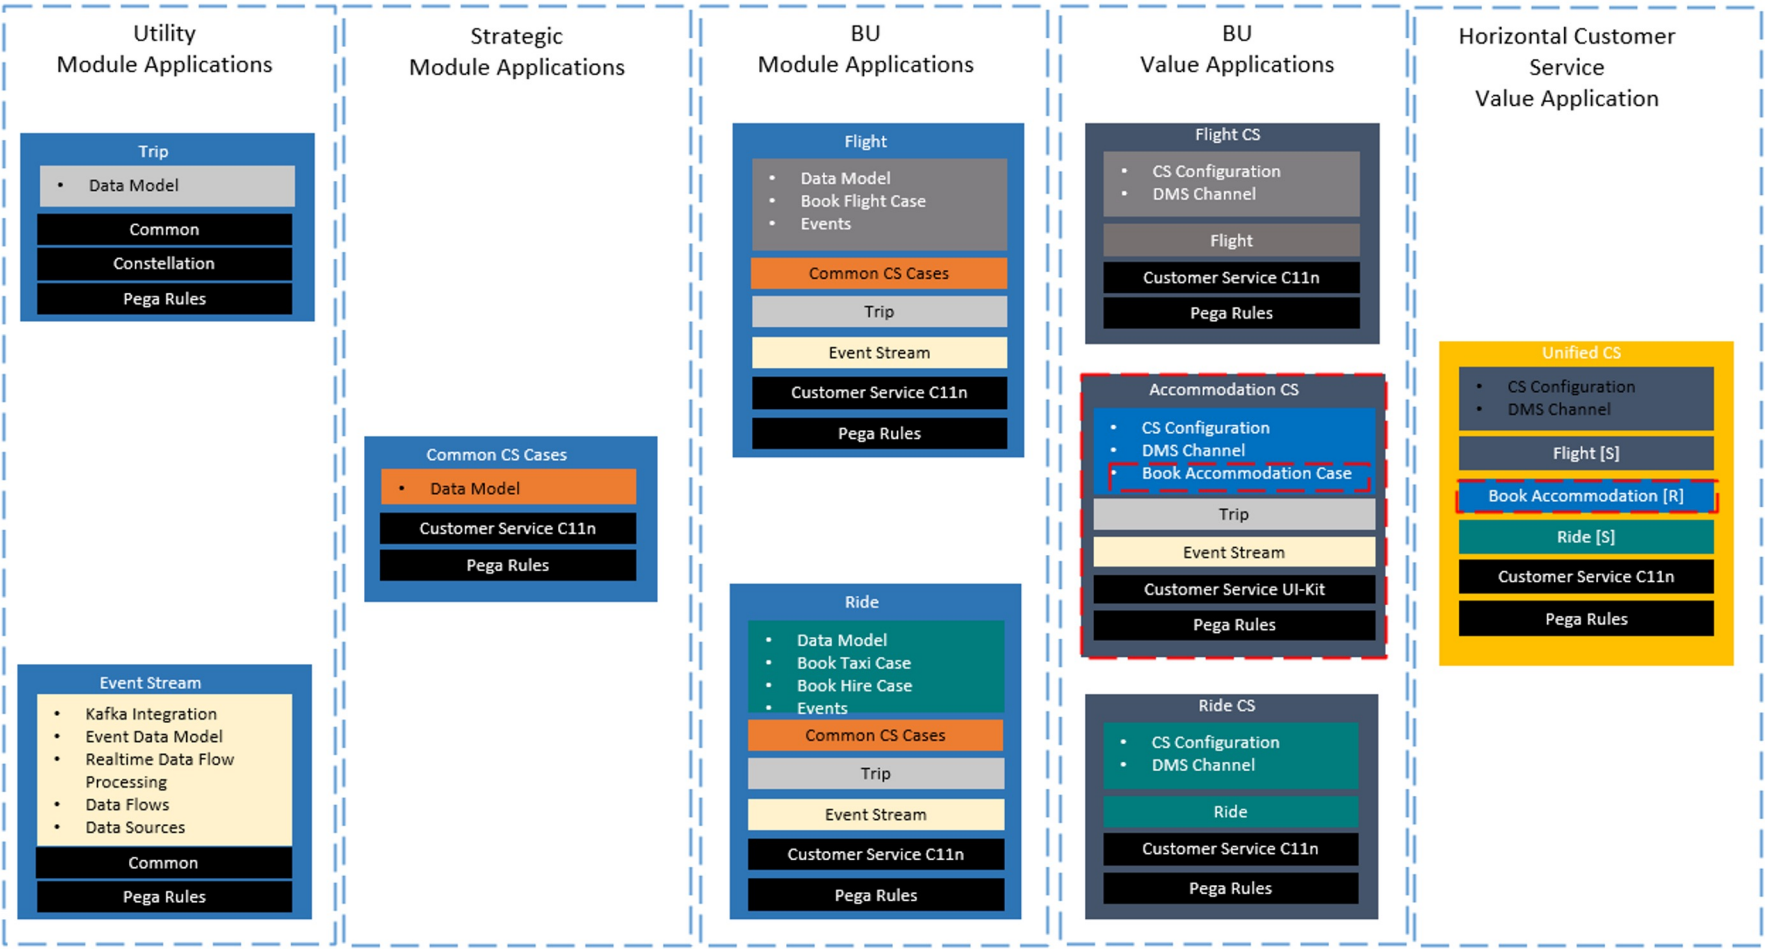 Utility
Module Applications
Trip
• Data Model
Common
Constellation
Pega Rules
Event Stream
• Kafka Integration
• Event Data Model
• Realtime Data Flow
Processing
• Data Flows
• Data Sources
Common
Pega Rules
Strategic
Module Applications
Common CS Cases
• Data Model
Customer Service C11n
Pega Rules
BU
Module Applications
Flight
• Data Model
• Book Flight Case
• Events
Common CS Cases
Trip
Event Stream
Customer Service C11n
Pega Rules
Ride
• Data Model
• Book Taxi Case
• Book Hire Case
• Events
Common CS Cases
Trip
Event Stream
Customer Service C11n
Pega Rules
BU
Value Applications
Flight CS
• CS Configuration
• DMS Channel
Flight
Customer Service C11n
Pega Rules
Accommodation CS
• CS Configuration
• DMS Channel
• Book Accommodation Case
Trip
Event Stream
Customer Service UI-Kit
Pega Rules
Ride CS
• CS Configuration
• DMS Channel
Ride
Customer Service C11n
Pega Rules
Horizontal Customer
Service
Value Application
Unified CS
• CS Configuration
• DMS Channel
Flight [S]
Book Accommodation [R]
Ride [S]
Customer Service C11n
Pega Rules